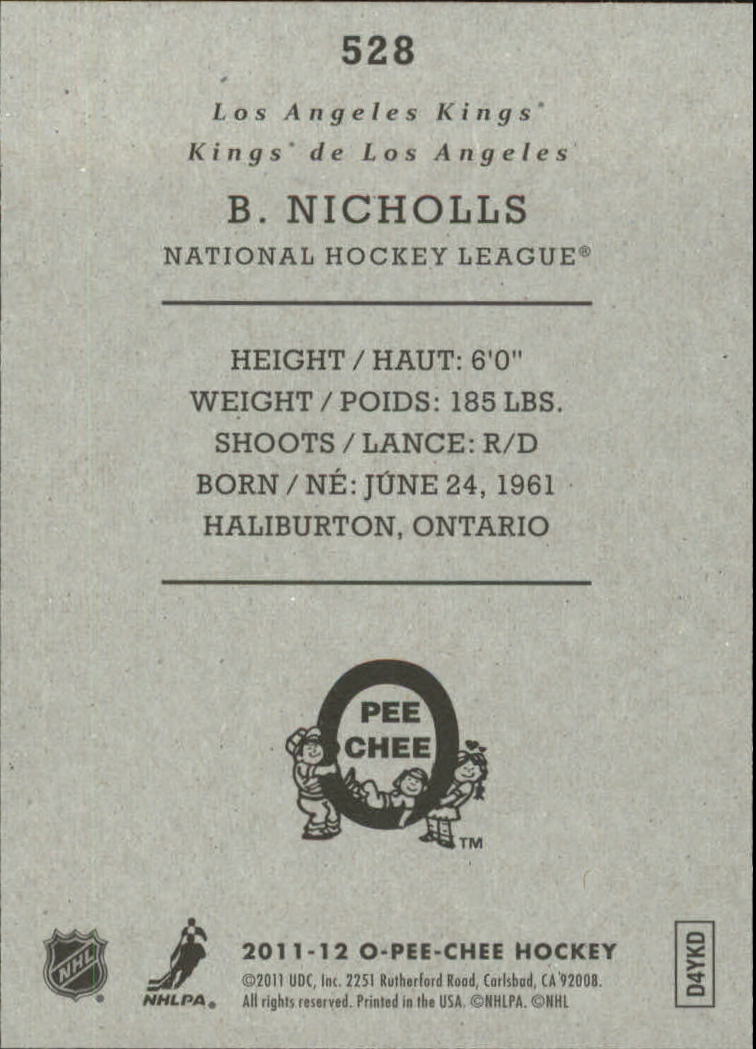 528
Los Angeles Kings®
Kings® de Los Angeles
B. NICHOLLS
NATIONAL HOCKEY LEAGUE®
HEIGHT / HAUT: 6'0"
WEIGHT / POIDS: 185 LBS.
SHOOTS / LANCE: R/D
BORN / NÉ: JUNE 24, 1961
HALIBURTON, ONTARIO
O
PEE
CHEE
TM
NHL®
NHLPA®
2011-12 O-PEE-CHEE HOCKEY
©2011 UDC, Inc. 2251 Rutherford Road, Carlsbad, CA 92008.
All rights reserved. Printed in the USA. ©NHLPA. ©NHL
D4YKD